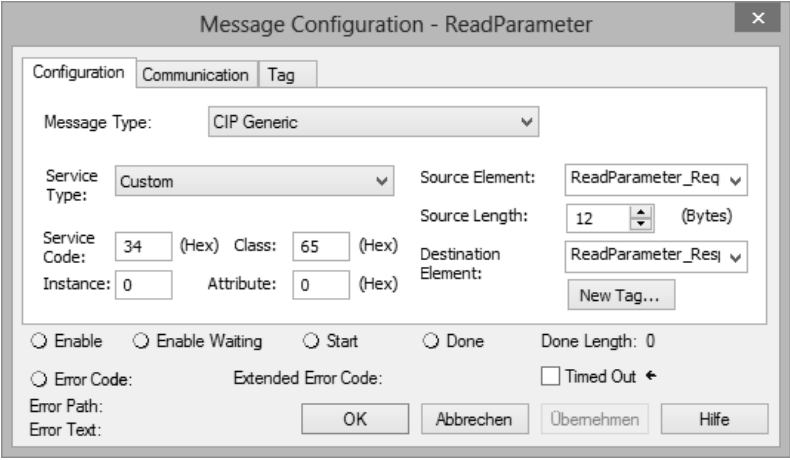 Message Configuration - ReadParameter
Configuration Communication Tag
Message Type: CIP Generic
Service Type: Custom
Source Element: ReadParameter_Req
Source Length: 12 (Bytes)
Service Code: 34 (Hex) Class: 65 (Hex)
Destination Element: ReadParameter_Resp
Instance: 0 Attribute: 0 (Hex)
New Tag...
Enable Enable Waiting Start Done Done Length: 0
Error Code: Extended Error Code: Timed Out
Error Path:
Error Text:
OK Abbrechen Übernehmen Hilfe